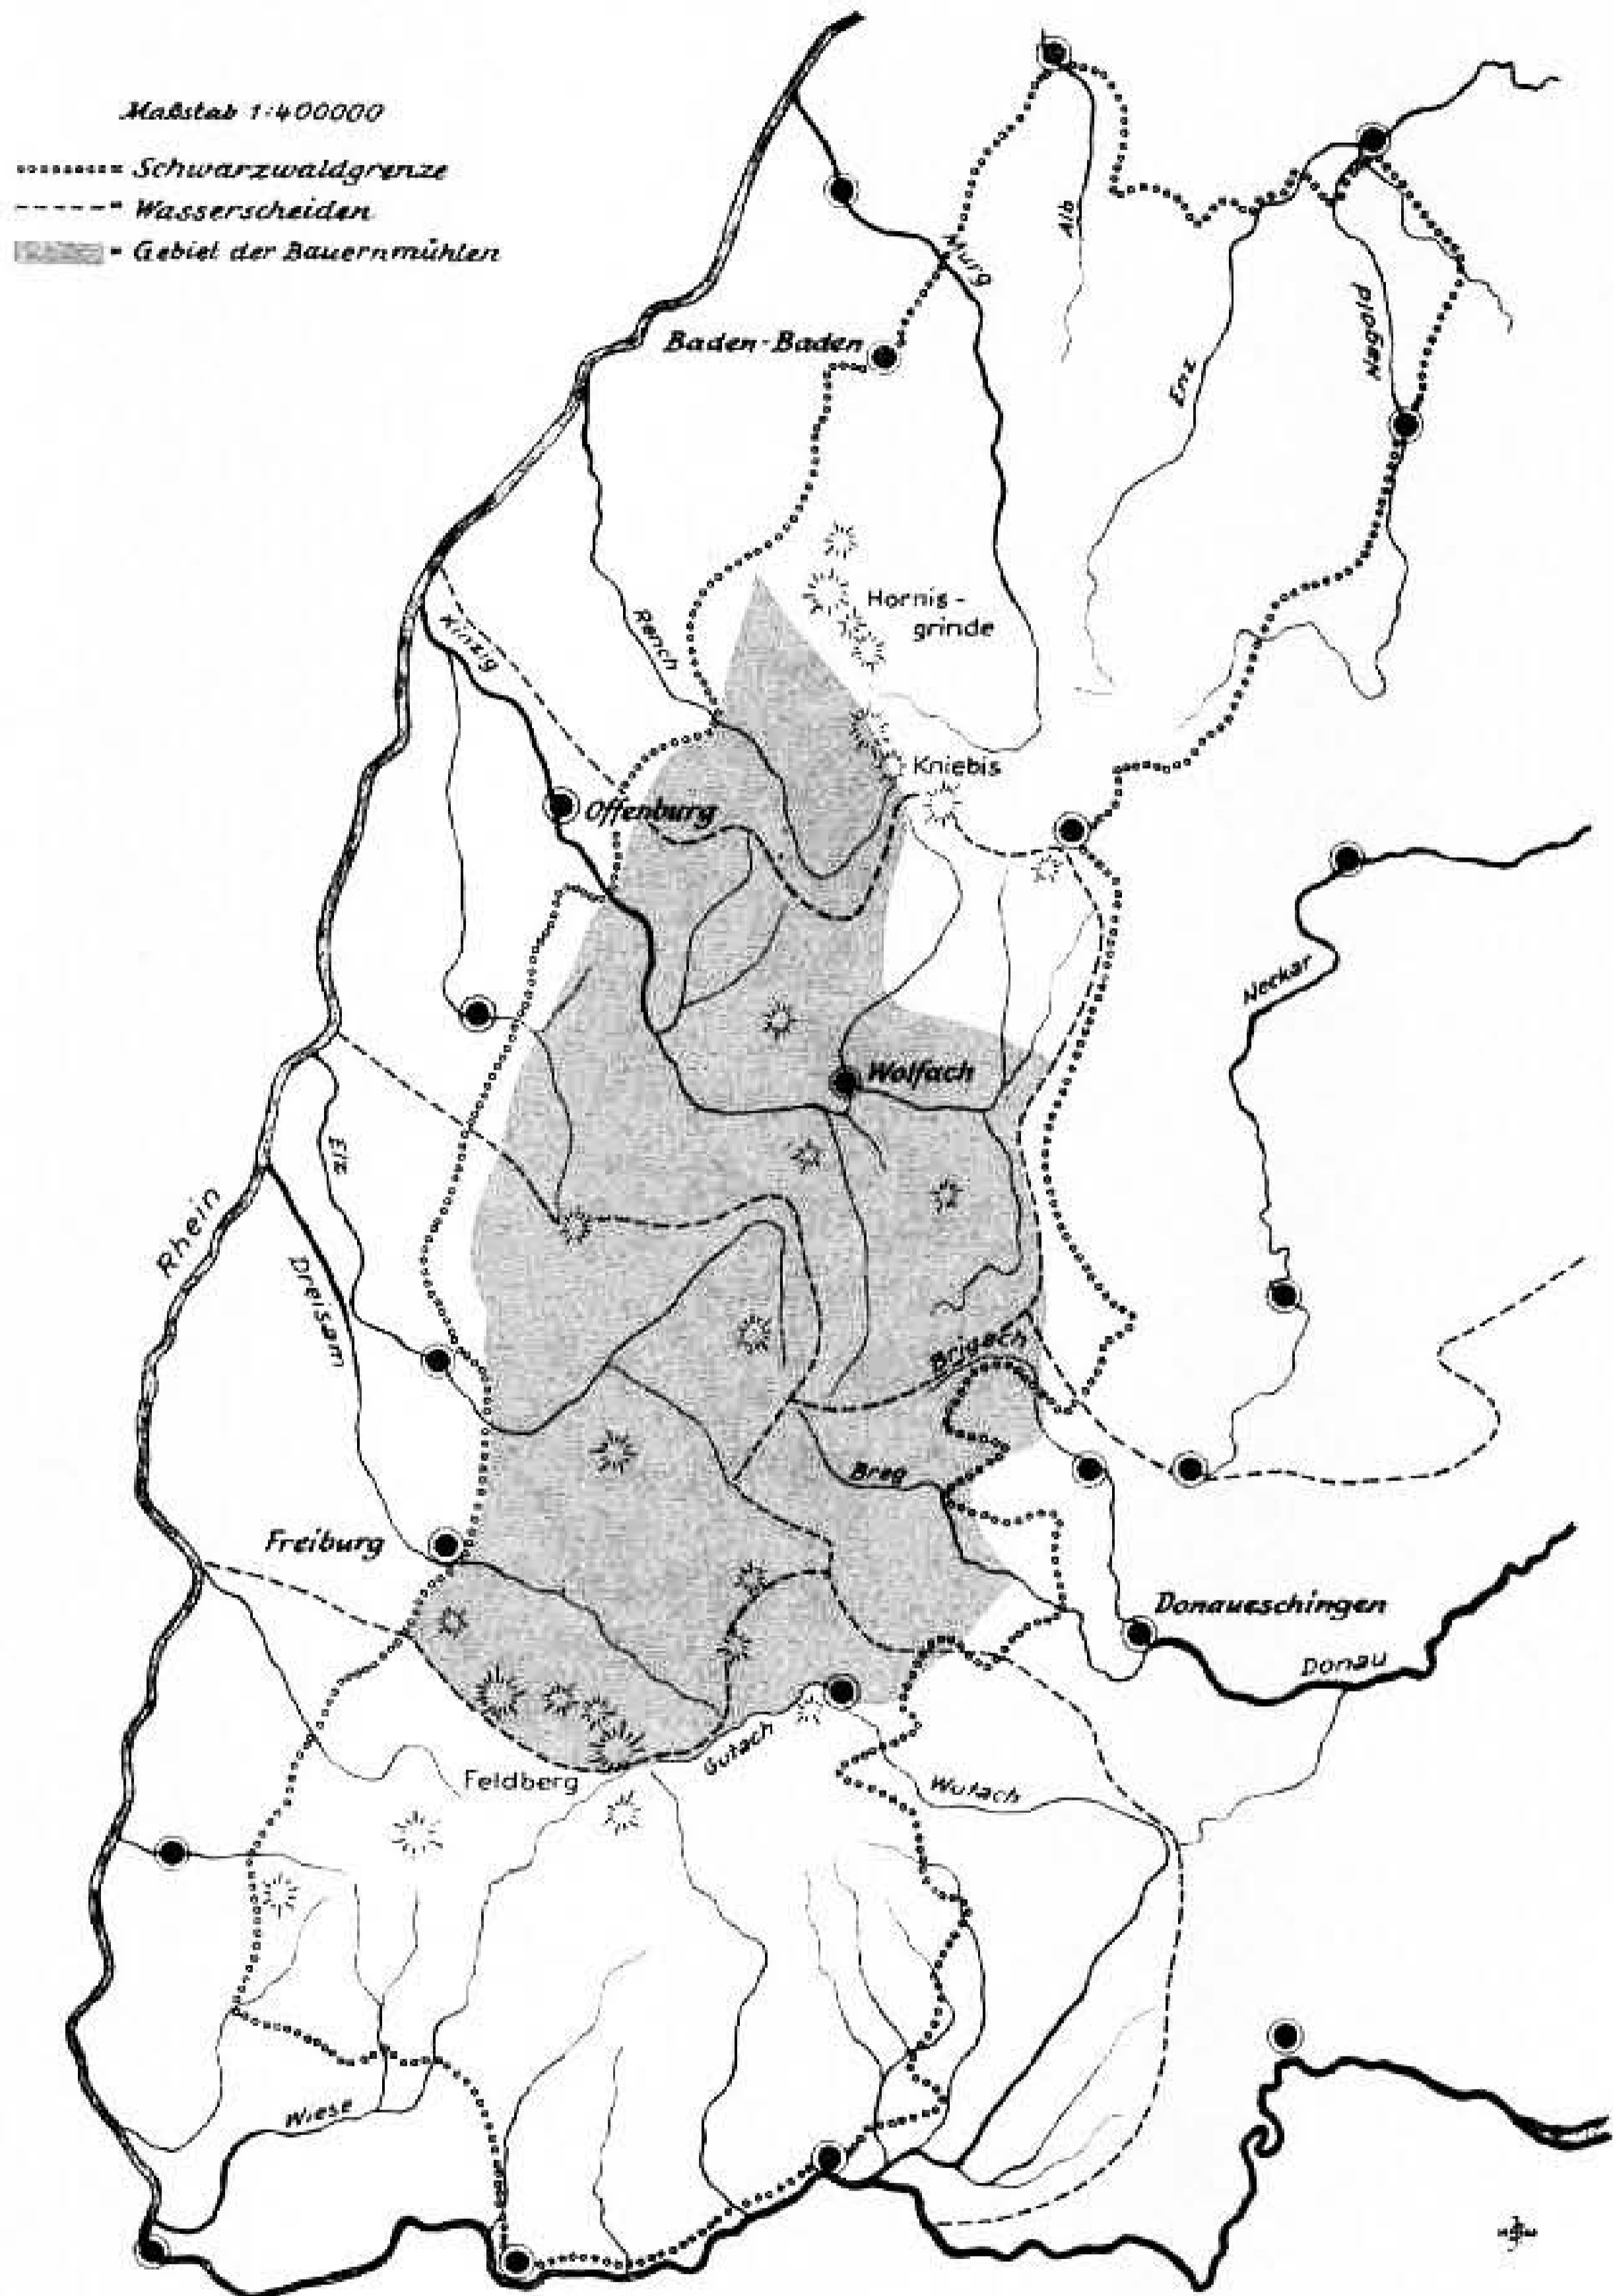 Maßstab 1:400000
= Schwarzwaldgrenze
= Wasserscheiden
= Gebiet der Bauernmühlen
Alb
Murg
Baden-Baden
Enz
Nagold
Hornis-
grinde
Rench
Kinzig
Kniebis
Offenburg
Neckar
Wolfach
Elz
Rhein
Dreisam
Brigach
Breg
Freiburg
Donaueschingen
Donau
Gutach
Feldberg
Wutach
Wiese